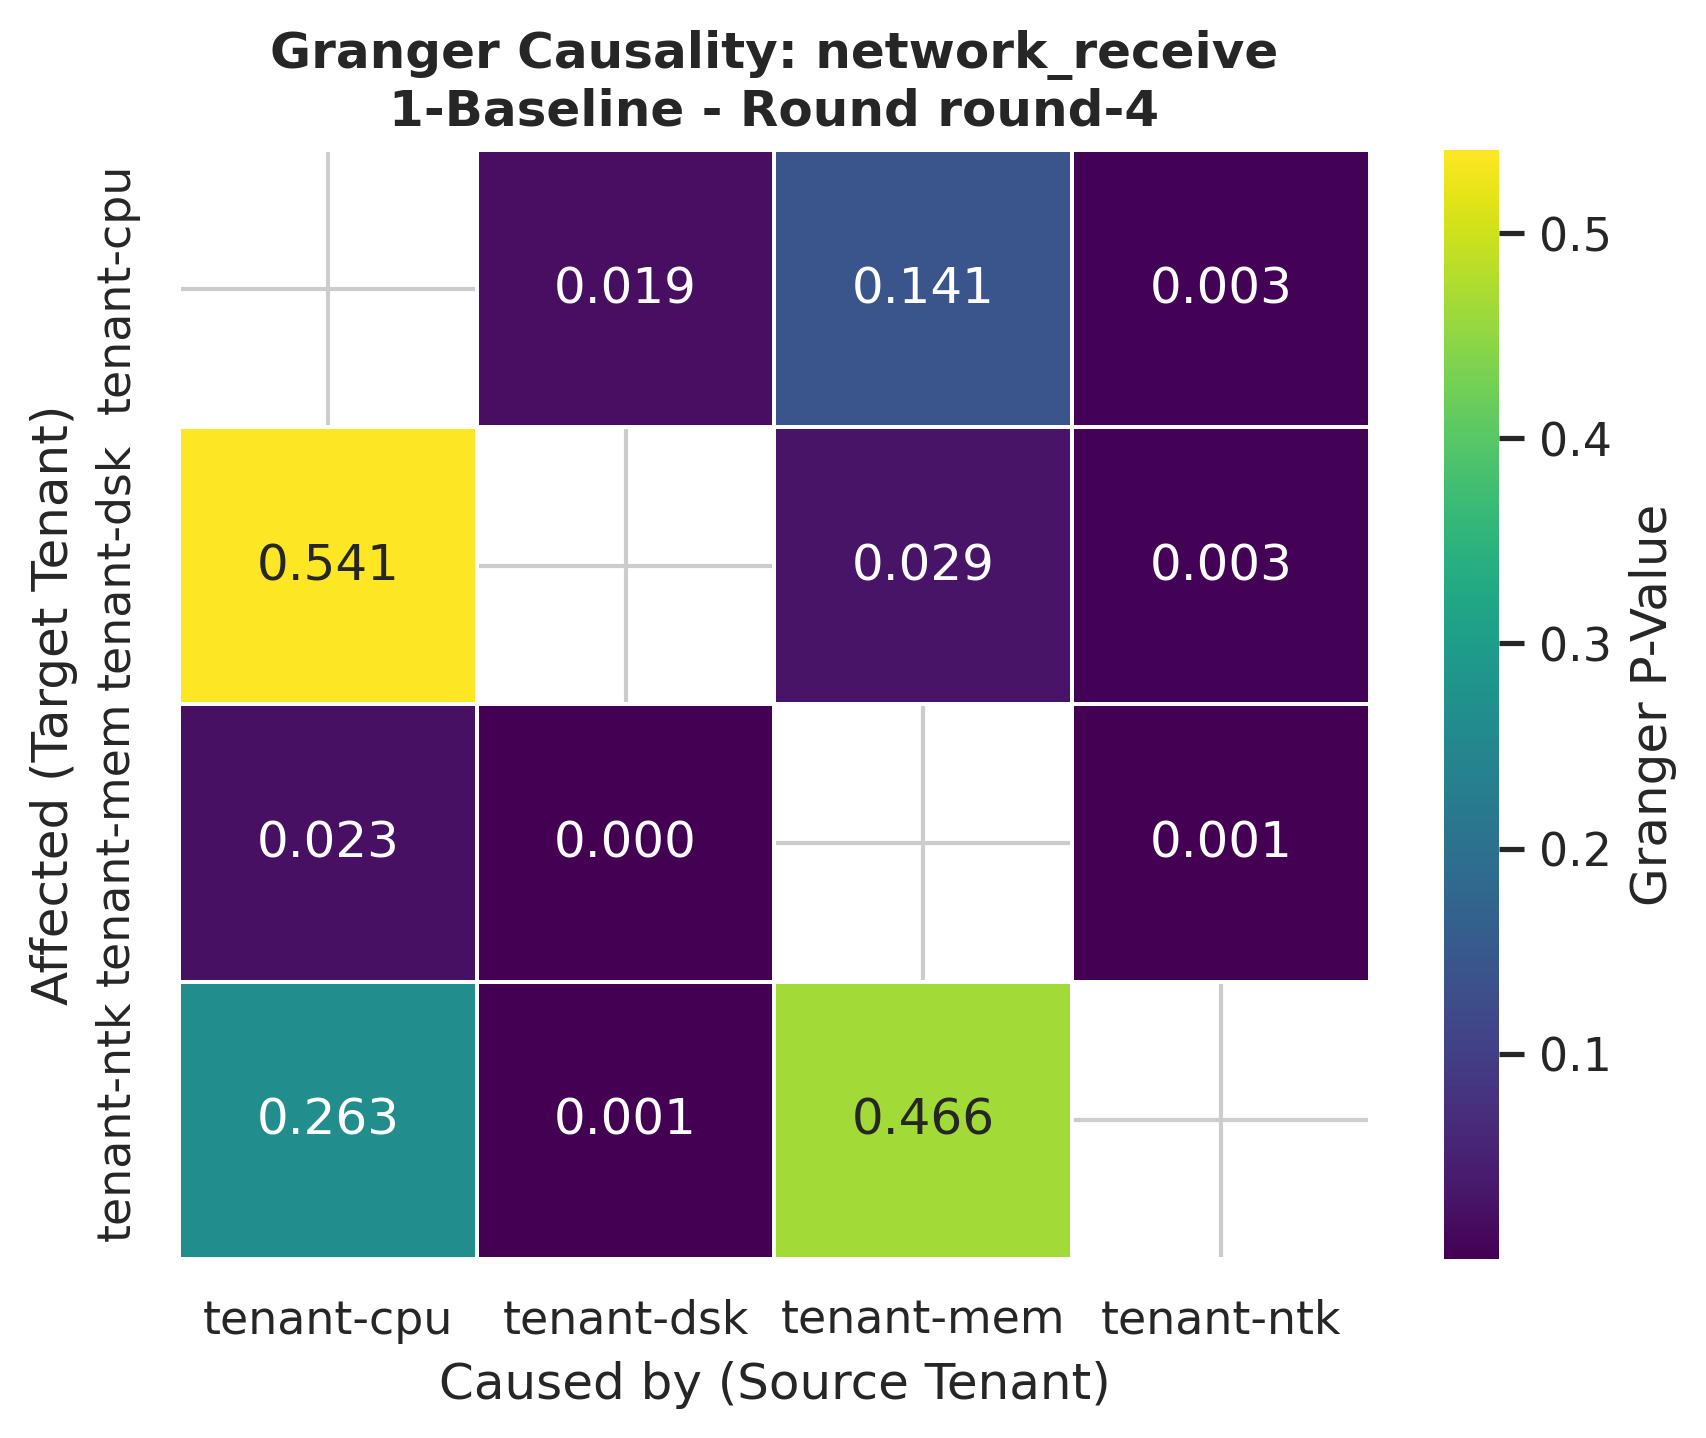 Granger Causality: network_receive
1-Baseline - Round round-4
Affected (Target Tenant)
tenant-cpu
0.019
0.141
0.003
tenant-dsk
0.541
0.029
0.003
tenant-mem
0.023
0.000
0.001
tenant-ntk
0.263
0.001
0.466
tenant-cpu
tenant-dsk
tenant-mem
tenant-ntk
Caused by (Source Tenant)
0.5
0.4
0.3
0.2
0.1
Granger P-Value